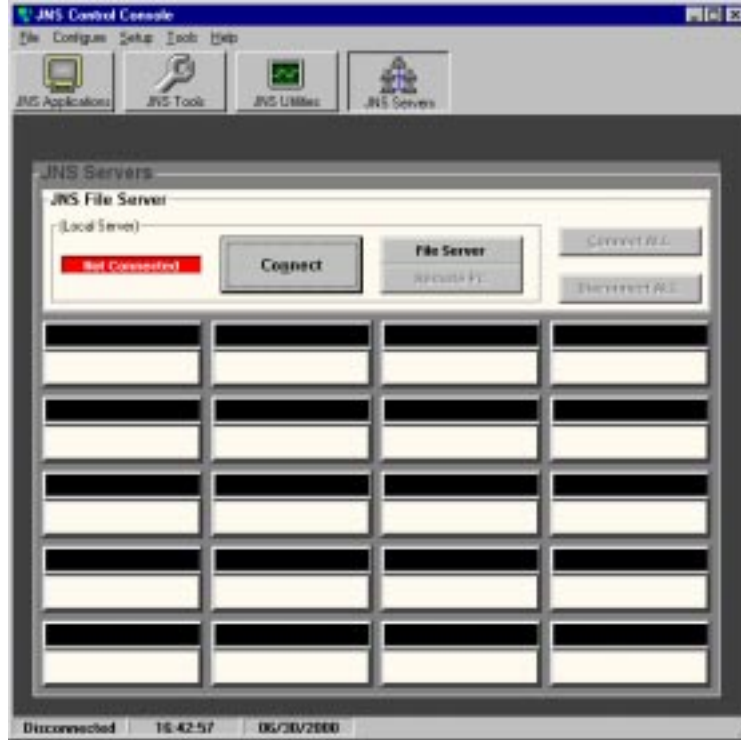 JNS Control Console
File Configure Setup Tools Help
JNS Applications JNS Tools JNS Utilities JNS Servers
JNS Servers
JNS File Server
(Local Server)
Not Connected Connect File Server Connect ALL
Remote PC Disconnect ALL
Disconnected 16:42:57 06/30/2000